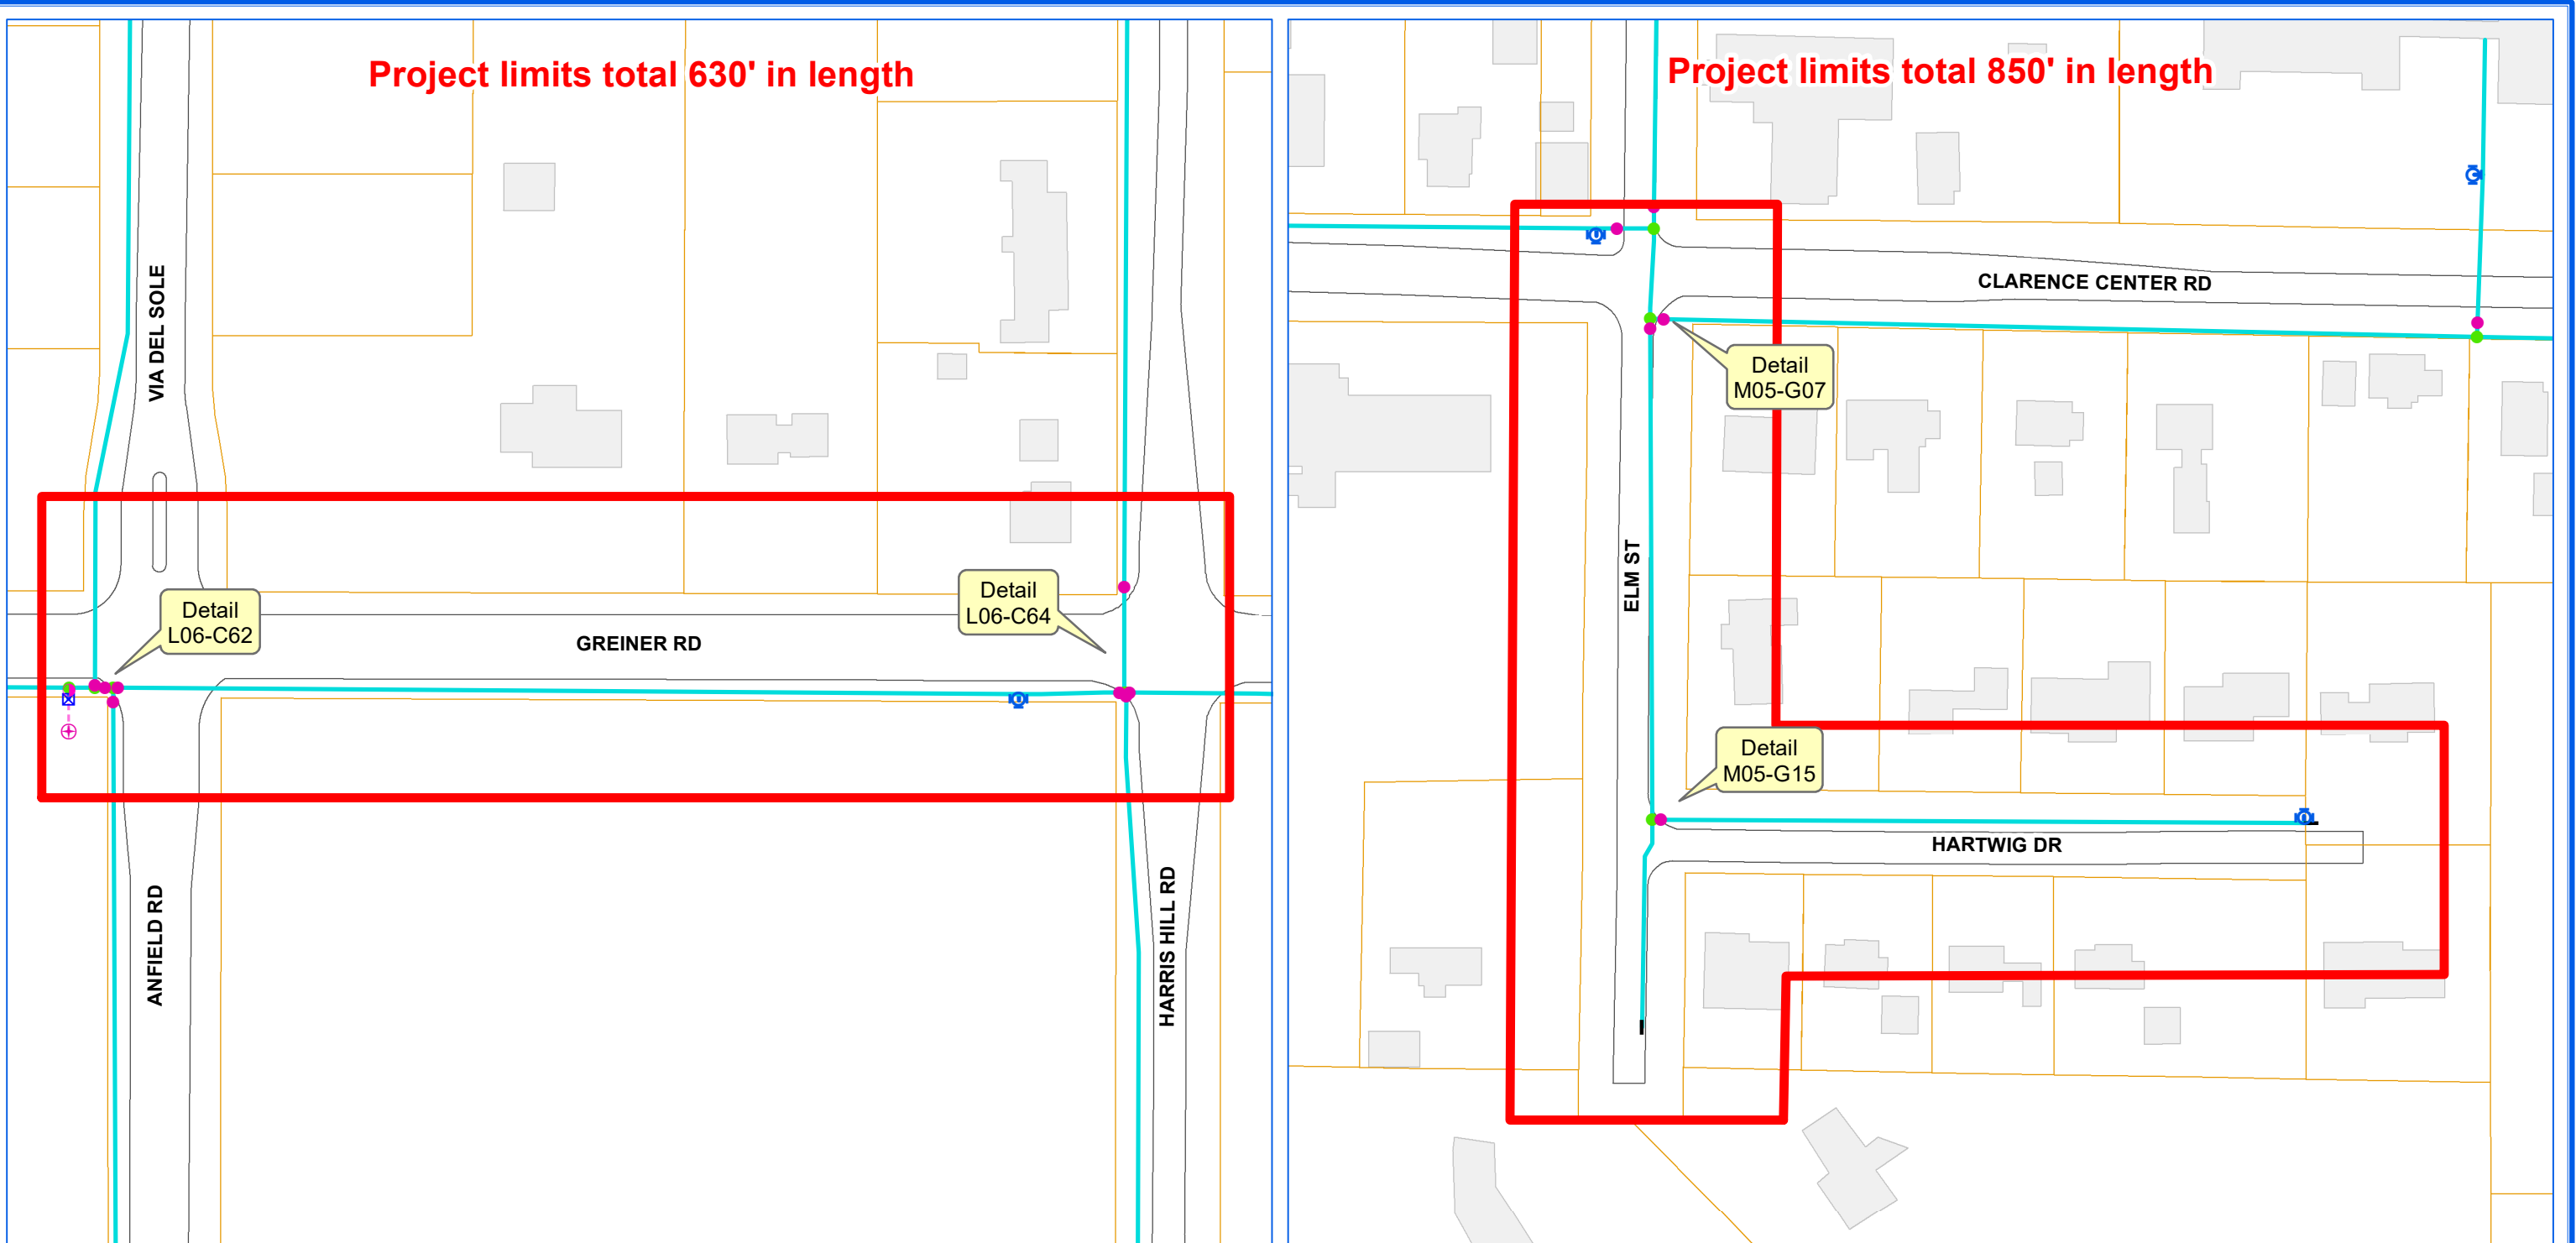 Project limits total 630' in length
VIA DEL SOLE
Detail
L06-C62
GREINER RD
Detail
L06-C64
ANFIELD RD
HARRIS HILL RD
Project limits total 850' in length
CLARENCE CENTER RD
Detail
M05-G07
ELM ST
Detail
M05-G15
HARTWIG DR